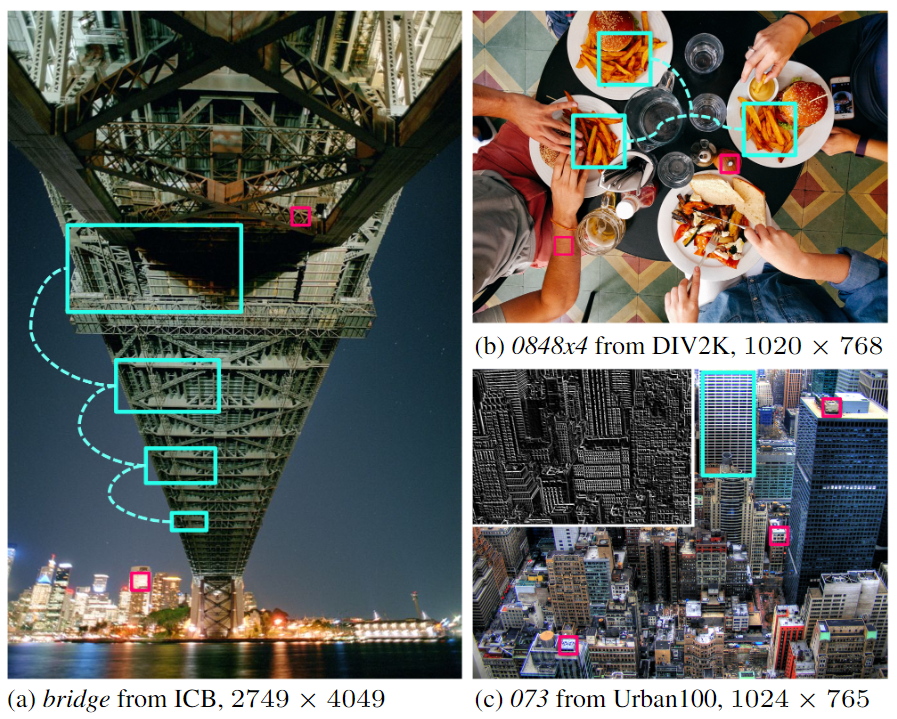 (b) 0848x4 from DIV2K, 1020 × 768
(a) bridge from ICB, 2749 × 4049
(c) 073 from Urban100, 1024 × 765